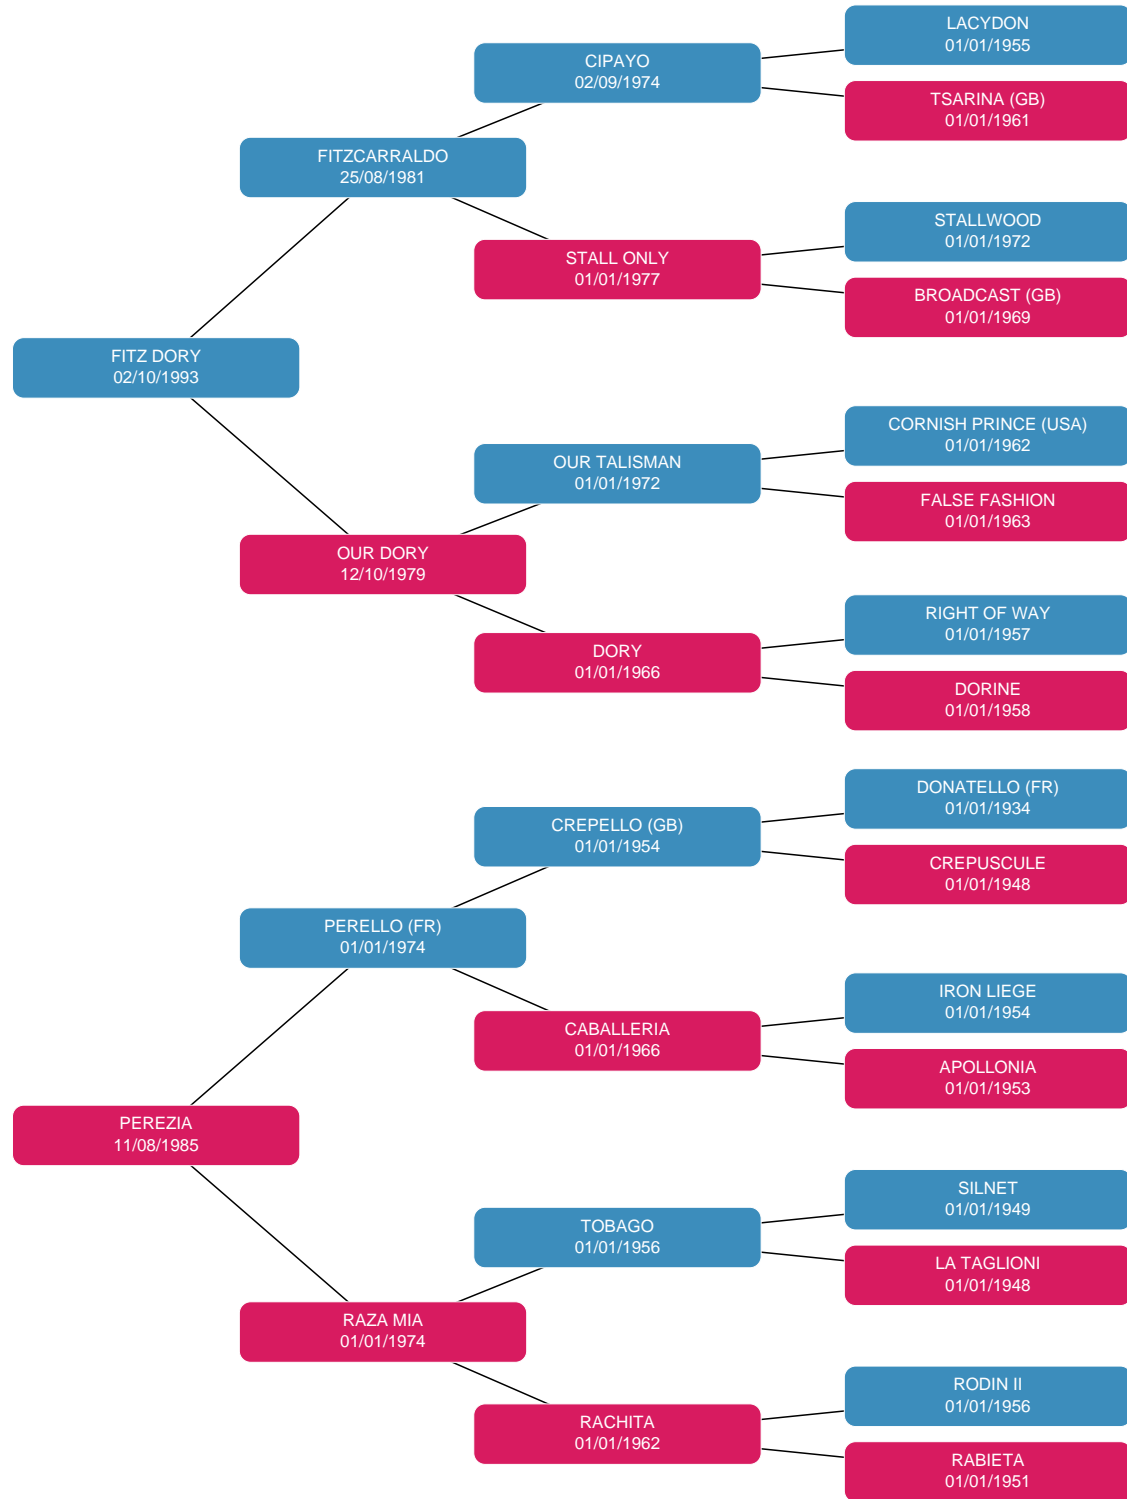 LACYDON
01/01/1955
CIPAYO
02/09/1974
TSARINA (GB)
01/01/1961
FITZCARRALDO
25/08/1981
STALLWOOD
01/01/1972
STALL ONLY
01/01/1977
BROADCAST (GB)
01/01/1969
FITZ DORY
02/10/1993
CORNISH PRINCE (USA)
01/01/1962
OUR TALISMAN
01/01/1972
FALSE FASHION
01/01/1963
OUR DORY
12/10/1979
RIGHT OF WAY
01/01/1957
DORY
01/01/1966
DORINE
01/01/1958
DONATELLO (FR)
01/01/1934
CREPELLO (GB)
01/01/1954
CREPUSCULE
01/01/1948
PERELLO (FR)
01/01/1974
IRON LIEGE
01/01/1954
CABALLERIA
01/01/1966
APOLLONIA
01/01/1953
PEREZIA
11/08/1985
SILNET
01/01/1949
TOBAGO
01/01/1956
LA TAGLIONI
01/01/1948
RAZA MIA
01/01/1974
RODIN II
01/01/1956
RACHITA
01/01/1962
RABIETA
01/01/1951